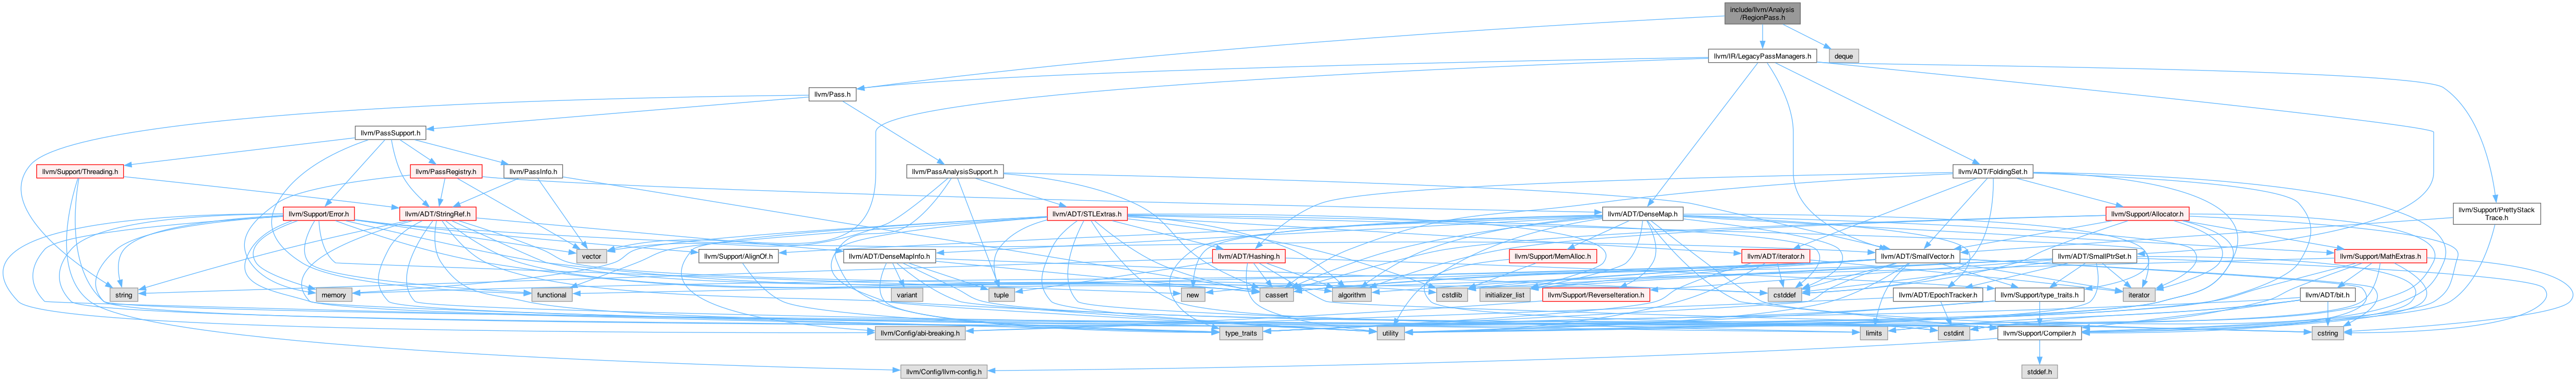 include/llvm/Analysis
/RegionPass.h
llvm/IR/LegacyPassManagers.h
deque
llvm/Pass.h
llvm/PassSupport.h
llvm/Support/Threading.h
llvm/PassRegistry.h
llvm/PassInfo.h
llvm/PassAnalysisSupport.h
llvm/ADT/FoldingSet.h
llvm/Support/Error.h
llvm/ADT/StringRef.h
llvm/ADT/STLExtras.h
llvm/ADT/DenseMap.h
llvm/Support/Allocator.h
llvm/Support/PrettyStack
Trace.h
vector
llvm/Support/AlignOf.h
llvm/ADT/DenseMapInfo.h
llvm/ADT/Hashing.h
llvm/Support/MemAlloc.h
llvm/ADT/iterator.h
llvm/ADT/SmallVector.h
llvm/ADT/SmallPtrSet.h
llvm/Support/MathExtras.h
string
memory
functional
variant
tuple
new
cassert
algorithm
cstdlib
initializer_list
llvm/Support/ReverseIteration.h
cstddef
llvm/ADT/EpochTracker.h
llvm/Support/type_traits.h
iterator
llvm/ADT/bit.h
llvm/Config/abi-breaking.h
type_traits
utility
limits
cstdint
llvm/Support/Compiler.h
cstring
llvm/Config/llvm-config.h
stddef.h